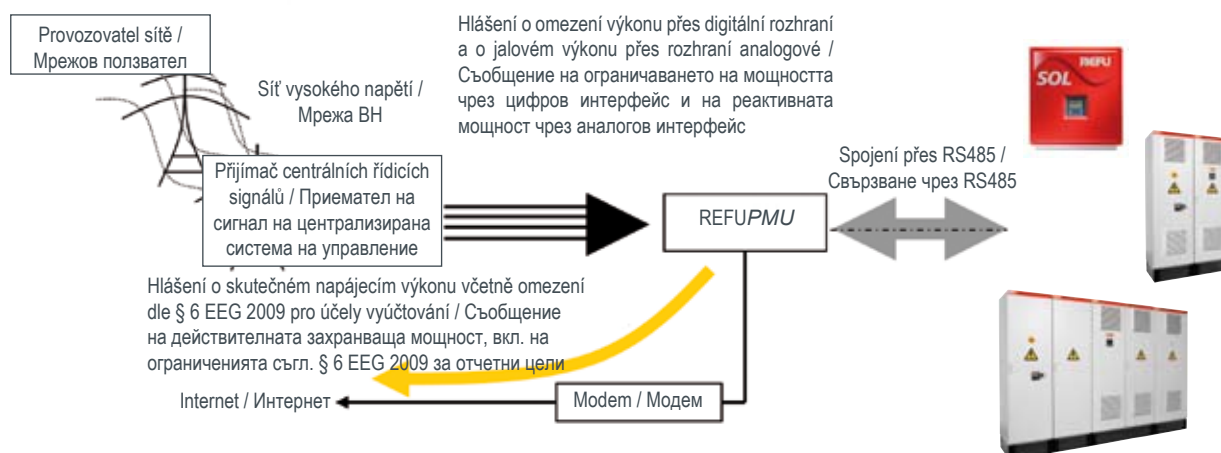 Provozovatel sítě /
Мрежов ползвател
Síť vysokého napětí /
Мрежа ВН
Hlášení o omezení výkonu přes digitální rozhraní
a o jalovém výkonu přes rozhraní analogové /
Съобщение на ограничаването на мощността
чрез цифров интерфейс и на реактивната
мощност чрез аналогов интерфейс
REFU
SOL
Přijímač centrálních řídicích
signálů / Приемател на
сигнал на централизирана
система на управление
REFUPMU
Spojení přes RS485 /
Свързване чрез RS485
Hlášení o skutečném napájecím výkonu včetně omezení
dle § 6 EEG 2009 pro účely vyúčtování / Съобщение
на действителната захранваща мощност, вкл. на
ограниченията съгл. § 6 EEG 2009 за отчетни цели
Internet / Интернет
Modem / Модем